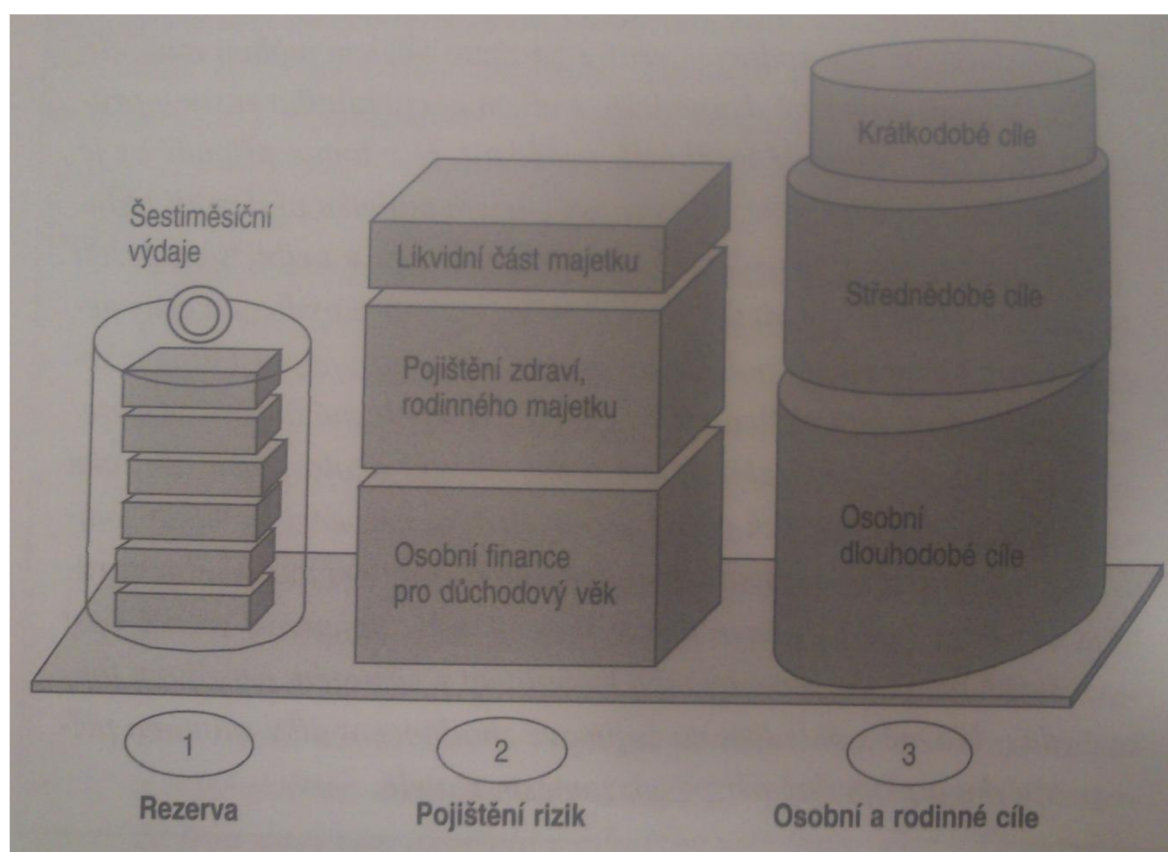 Šestiměsíční
výdaje
Likvidní část majetku
Pojištění zdraví,
rodinného majetku
Osobní finance
pro důchodový věk
Krátkodobé cíle
Střednědobé cíle
Osobní
dlouhodobé cíle
1
Rezerva
2
Pojištění rizik
3
Osobní a rodinné cíle